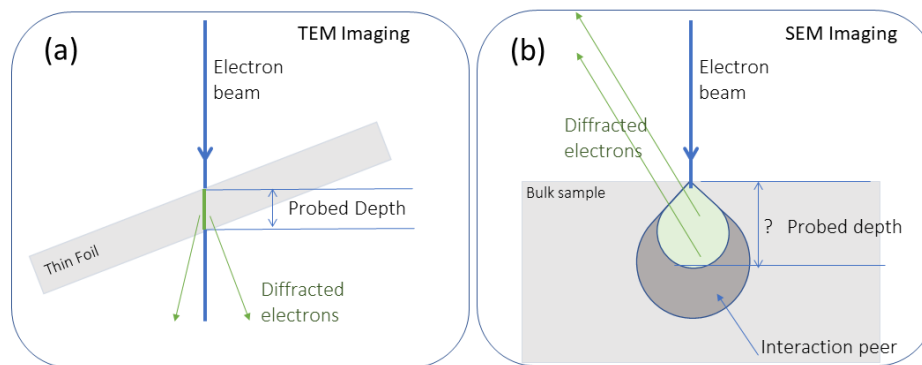 (a)
TEM Imaging
Electron
beam
Probed Depth
Thin Foil
Diffracted
electrons
(b)
SEM Imaging
Electron
beam
Diffracted
electrons
Bulk sample
? Probed depth
Interaction peer